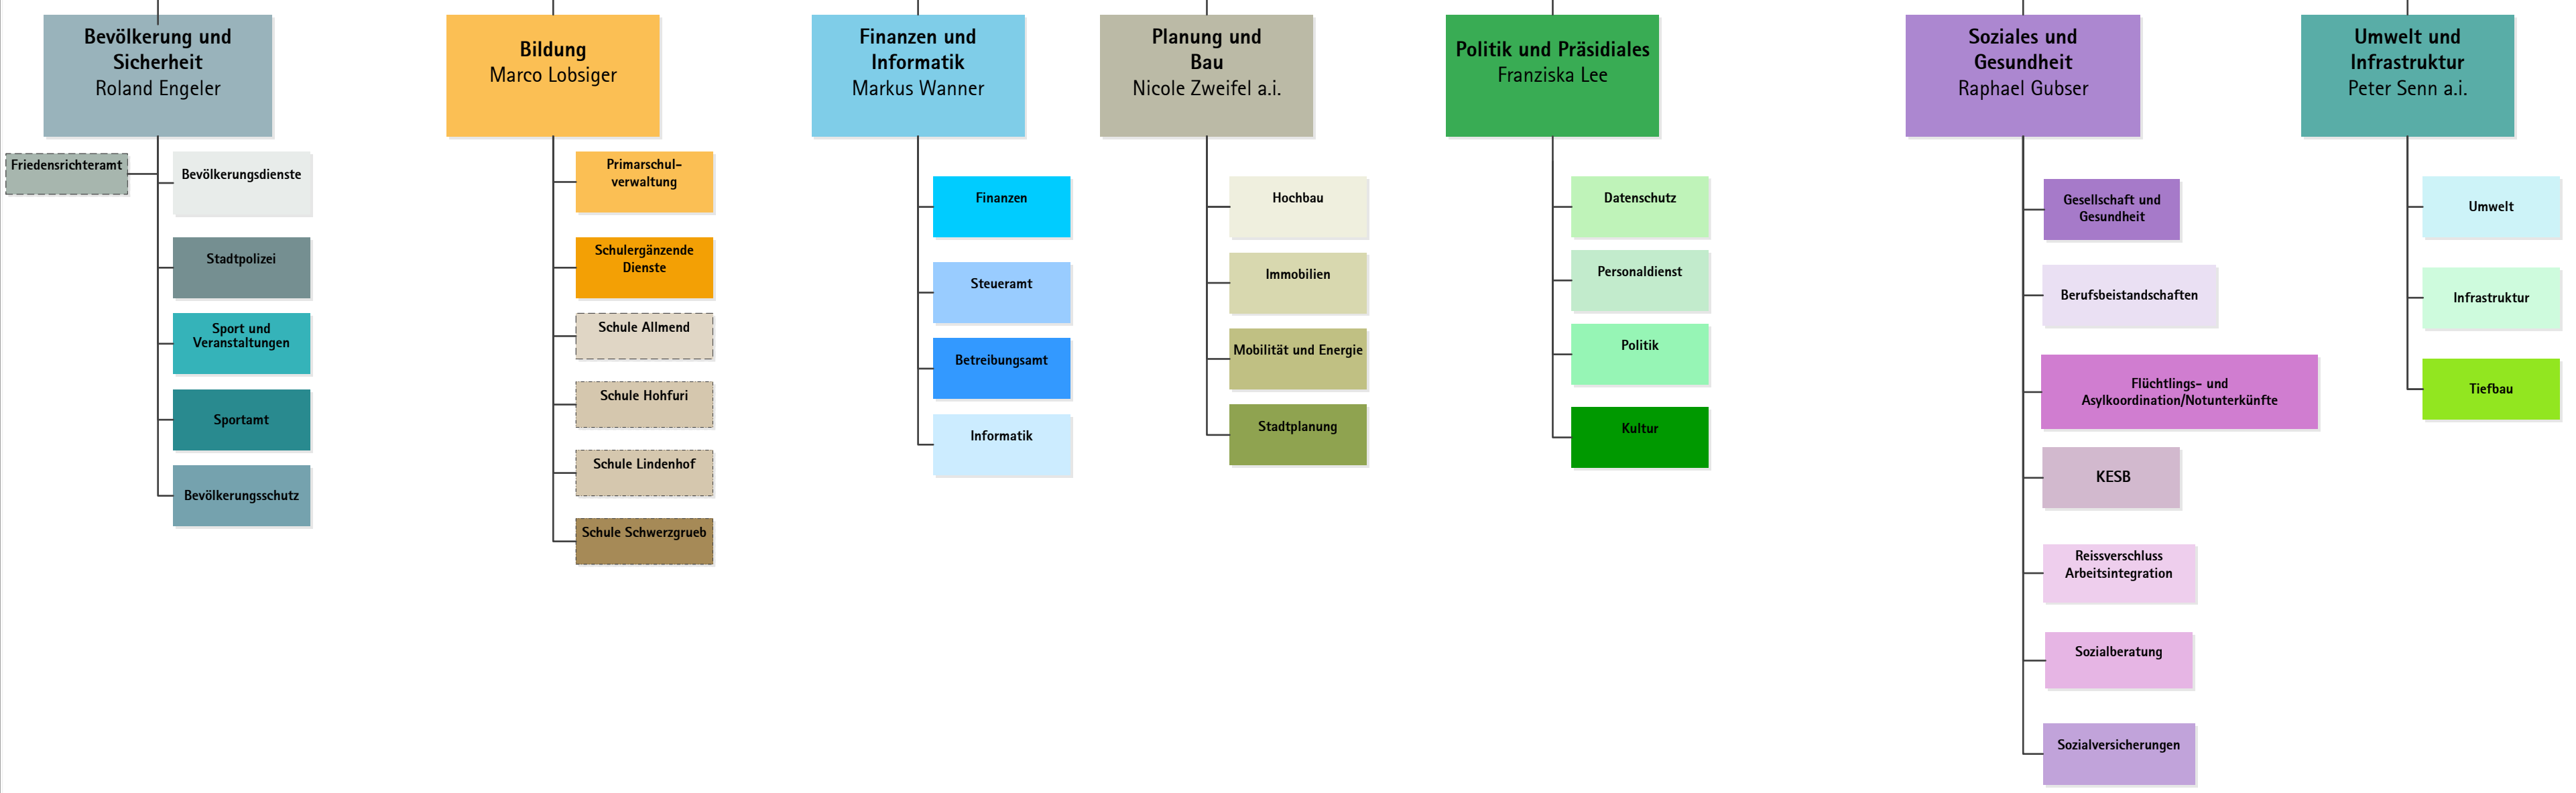 Bevölkerung und
Sicherheit
Roland Engeler
Friedensrichteramt
Bevölkerungsdienste
Stadtpolizei
Sport und
Veranstaltungen
Sportamt
Bevölkerungsschutz
Bildung
Marco Lobsiger
Primarschul-
verwaltung
Schulergänzende
Dienste
Schule Allmend
Schule Hohfuri
Schule Lindenhof
Schule Schwerzgrueb
Finanzen und
Informatik
Markus Wanner
Finanzen
Steueramt
Betreibungsamt
Informatik
Planung und
Bau
Nicole Zweifel a.i.
Hochbau
Immobilien
Mobilität und Energie
Stadtplanung
Politik und Präsidiales
Franziska Lee
Datenschutz
Personaldienst
Politik
Kultur
Soziales und
Gesundheit
Raphael Gubser
Gesellschaft und
Gesundheit
Berufsbeistandschaften
Flüchtlings- und
Asylkoordination/Notunterkünfte
KESB
Reissverschluss
Arbeitsintegration
Sozialberatung
Sozialversicherungen
Umwelt und
Infrastruktur
Peter Senn a.i.
Umwelt
Infrastruktur
Tiefbau